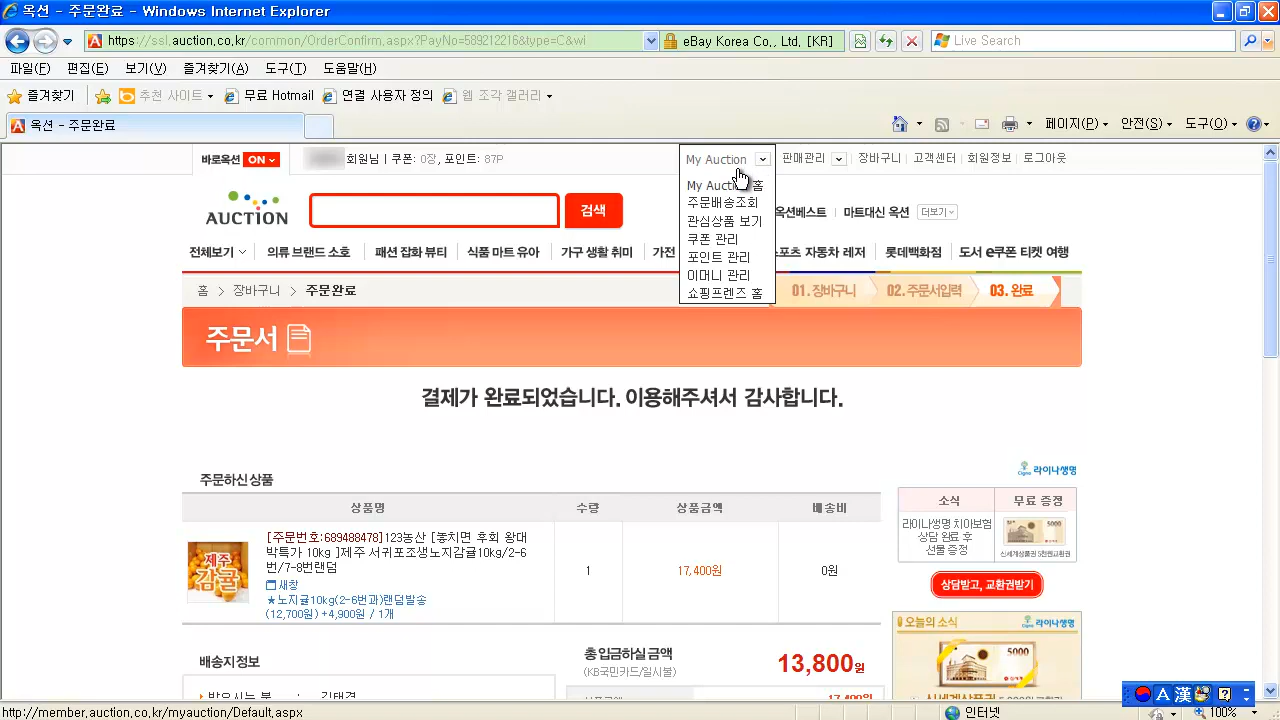 옥션 - 주문완료 - Windows Internet Explorer
https://ssl.auction.co.kr/common/OrderConfirm.aspx?PayNo=589212216&type=C&wi
eBay Korea Co., Ltd, [KR]
Live Search
파일(F) 편집(E) 보기(V) 즐겨찾기(A) 도구(T) 도움말(H)
즐겨찾기 추천 사이트 무료 Hotmail 연결 사용자 정의 웹 조각 갤러리
옥션 - 주문완료
페이지(P) 안전(S) 도구(O)
바로옥션 ON 회원님 | 쿠폰: 0장, 포인트: 87P
My Auction 판매관리 장바구니 고객센터 회원정보 로그아웃
My Aucti 홈
주문배송조회
관심상품 보기
쿠폰 관리
포인트 관리
이머니 관리
쇼핑프렌즈 홈
AUCTION
검색
옥션베스트 마트대신 옥션 더보기
전체보기 의류 브랜드 소호 패션 잡화 뷰티 식품 마트 유아 가구 생활 취미 가전 포츠 자동차 레저 롯데백화점 도서 e쿠폰 티켓 여행
홈 > 장바구니 > 주문완료
01. 장바구니 02. 주문서입력 03. 완료
주문서
결제가 완료되었습니다. 이용해주셔서 감사합니다.
주문하신 상품
상품명 수량 상품금액 배송비
[주문번호:689486478]123농산 [놓치면 후회 왕대
박특가 10kg ]제주 서귀포조생노지감귤10kg/2-6
번/7-8번랜덤
새창
★노지귤10kg(2-6번과)랜덤발송
(12,700원) +4,900원 / 1개
제주
감귤
1
17,400원
0원
라이나생명
소식 무료 증정
라이나생명 치아보험
상담 완료 후
선물 증정
5000
신세계상품권 5천원교환권
상담받고, 교환권받기
오늘의 소식 라이나생명
5000
배송지정보
총 입금하실 금액
(KB국민카드/일시불)
13,800원
17,400원
http://member.auction.co.kr/myauction/Default.aspx
인터넷
A 漢
100%